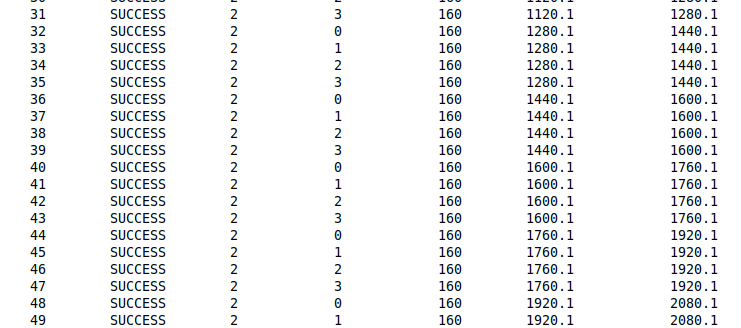 31 SUCCESS 2 3 160 1120.1 1280.1
32 SUCCESS 2 0 160 1280.1 1440.1
33 SUCCESS 2 1 160 1280.1 1440.1
34 SUCCESS 2 2 160 1280.1 1440.1
35 SUCCESS 2 3 160 1280.1 1440.1
36 SUCCESS 2 0 160 1440.1 1600.1
37 SUCCESS 2 1 160 1440.1 1600.1
38 SUCCESS 2 2 160 1440.1 1600.1
39 SUCCESS 2 3 160 1440.1 1600.1
40 SUCCESS 2 0 160 1600.1 1760.1
41 SUCCESS 2 1 160 1600.1 1760.1
42 SUCCESS 2 2 160 1600.1 1760.1
43 SUCCESS 2 3 160 1600.1 1760.1
44 SUCCESS 2 0 160 1760.1 1920.1
45 SUCCESS 2 1 160 1760.1 1920.1
46 SUCCESS 2 2 160 1760.1 1920.1
47 SUCCESS 2 3 160 1760.1 1920.1
48 SUCCESS 2 0 160 1920.1 2080.1
49 SUCCESS 2 1 160 1920.1 2080.1